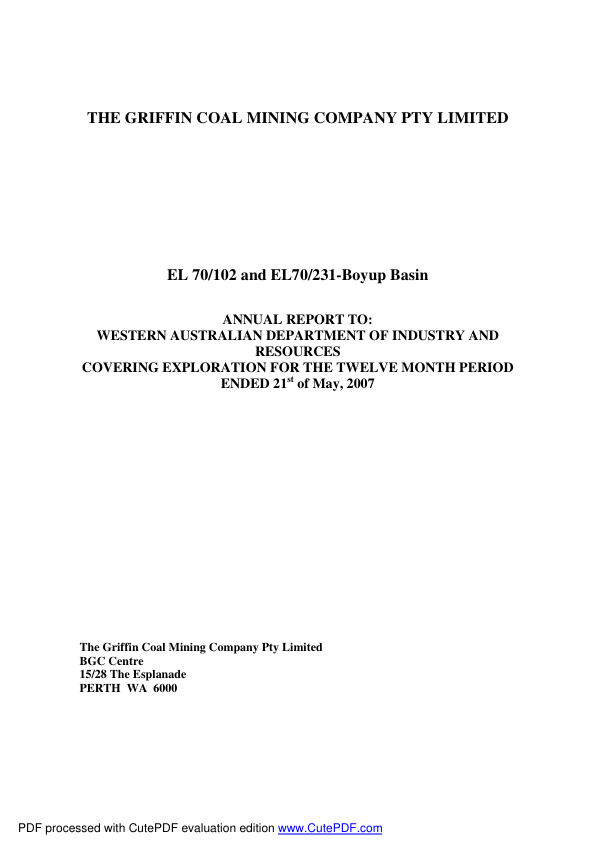 THE GRIFFIN COAL MINING COMPANY PTY LIMITED
EL 70/102 and EL70/231-Boyup Basin
ANNUAL REPORT TO:
WESTERN AUSTRALIAN DEPARTMENT OF INDUSTRY AND
RESOURCES
COVERING EXPLORATION FOR THE TWELVE MONTH PERIOD
ENDED 21st of May, 2007
The Griffin Coal Mining Company Pty Limited
BGC Centre
15/28 The Esplanade
PERTH WA 6000
PDF processed with CutePDF evaluation edition www.CutePDF.com